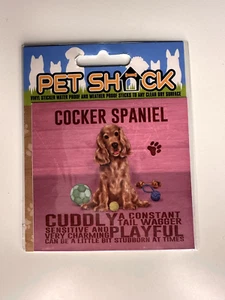 PET SHACK
VINYL STICKER WATER PROOF AND WEATHER PROOF STICKS TO ANY CLEAN DRY SURFACE
COCKER SPANIEL
CUDDLY A CONSTANT
TAIL WAGGER
SENSITIVE AND
VERY CHARMING PLAYFUL
CAN BE A LITTLE BIT STUBBORN AT TIMES